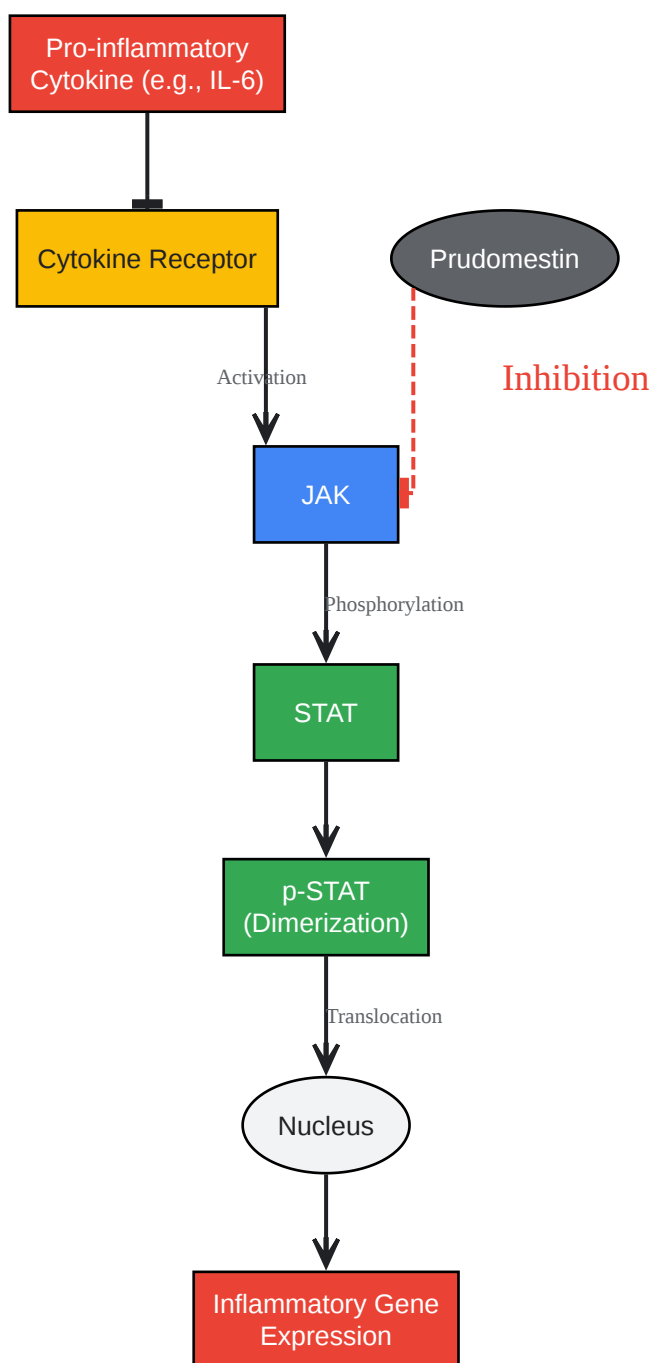 Pro-inflammatory
Cytokine (e.g., IL-6)
Cytokine Receptor
Prudomestin
Activation
Inhibition
JAK
Phosphorylation
STAT
p-STAT
(Dimerization)
Translocation
Nucleus
Inflammatory Gene
Expression